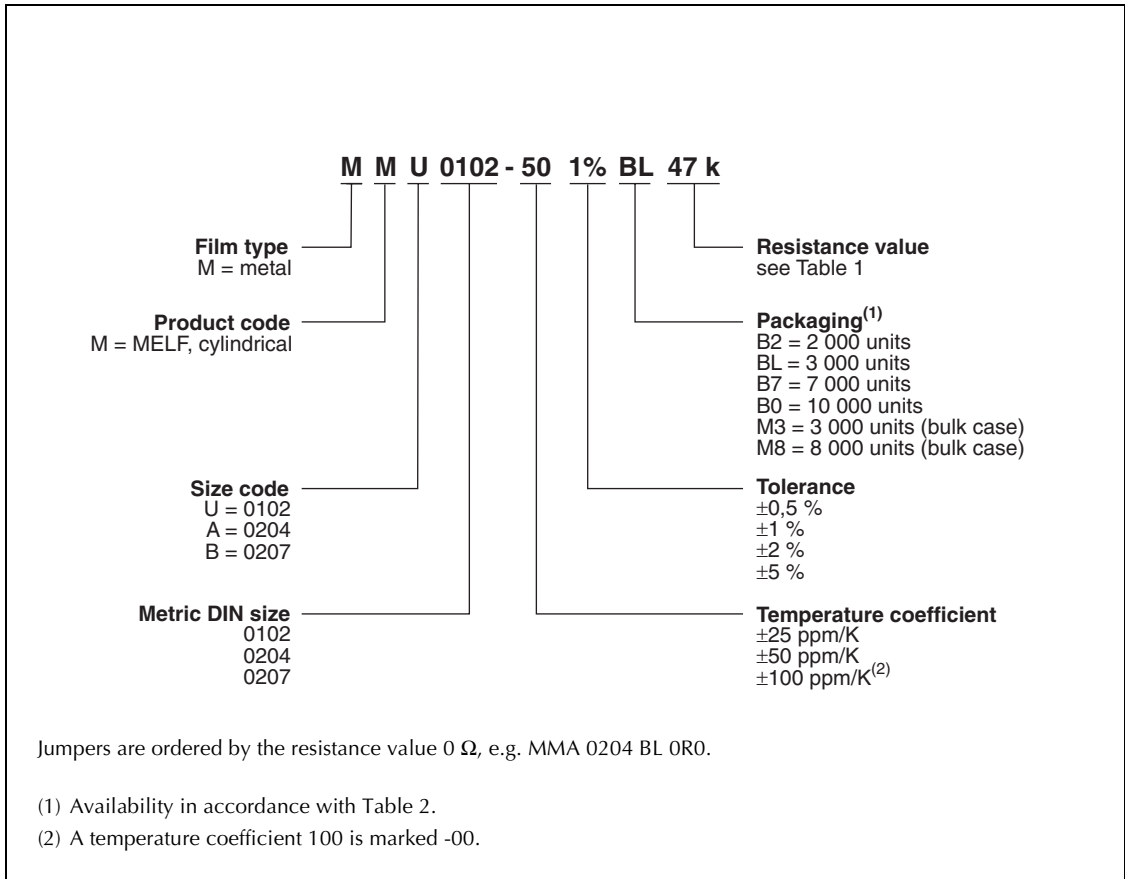 M M U 0102 - 50 1% BL 47 k
Film type
M = metal
Product code
M = MELF, cylindrical
Size code
U = 0102
A = 0204
B = 0207
Metric DIN size
0102
0204
0207
Resistance value
see Table 1
Packaging(1)
B2 = 2 000 units
BL = 3 000 units
B7 = 7 000 units
B0 = 10 000 units
M3 = 3 000 units (bulk case)
M8 = 8 000 units (bulk case)
Tolerance
±0,5 %
±1 %
±2 %
±5 %
Temperature coefficient
±25 ppm/K
±50 ppm/K
±100 ppm/K(2)
Jumpers are ordered by the resistance value 0 Ω, e.g. MMA 0204 BL 0R0.
(1) Availability in accordance with Table 2.
(2) A temperature coefficient 100 is marked -00.